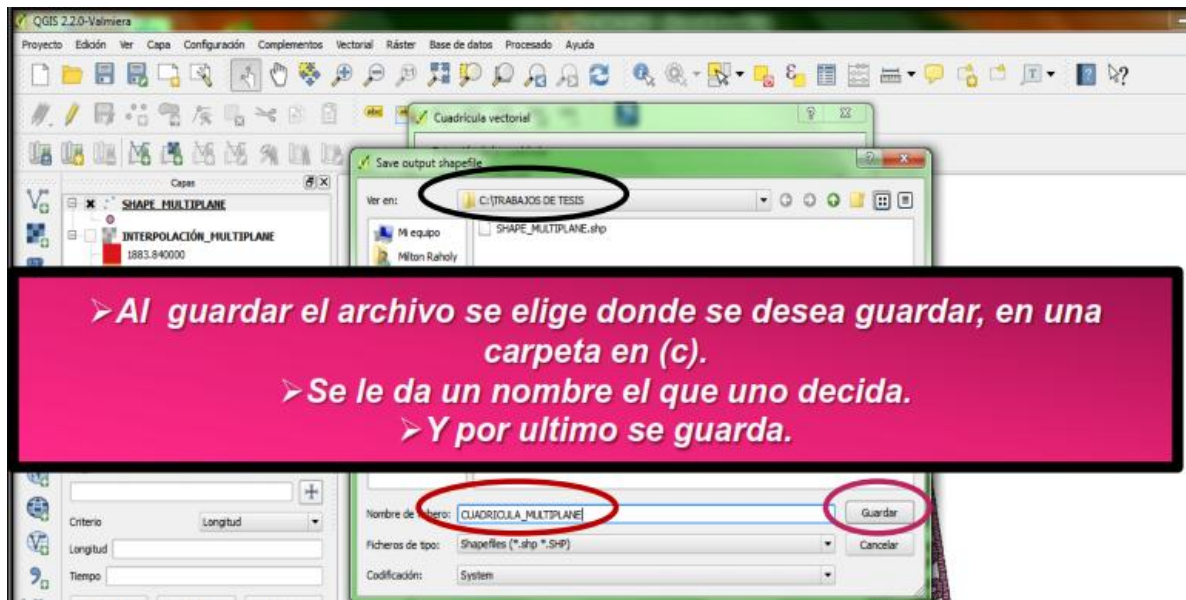 QGIS 2.2.0-Valmiera
Proyecto Edición Ver Capa Configuración Complementos Vectorial Ráster Base de datos Procesado Ayuda
abc
Cuadrícula vectorial
Save output shapefile
Capas
Ver en: C:\TRABAJOS DE TESIS
SHAPE_MULTIPLANE
Mi equipo
SHAPE_MULTIPLANE.shp
INTERPOLACIÓN_MULTIPLANE
Milton Raholy
1883.840000
➢Al guardar el archivo se elige donde se desea guardar, en una
carpeta en (c).
➢Se le da un nombre el que uno decida.
➢Y por ultimo se guarda.
Nombre de CUADRICULA_MULTIPLANE Guardar
Criterio Longitud
Ficheros de tipo: Shapefiles (*.shp *.SHP) Cancelar
Longitud
Codificación: System
Tiempo